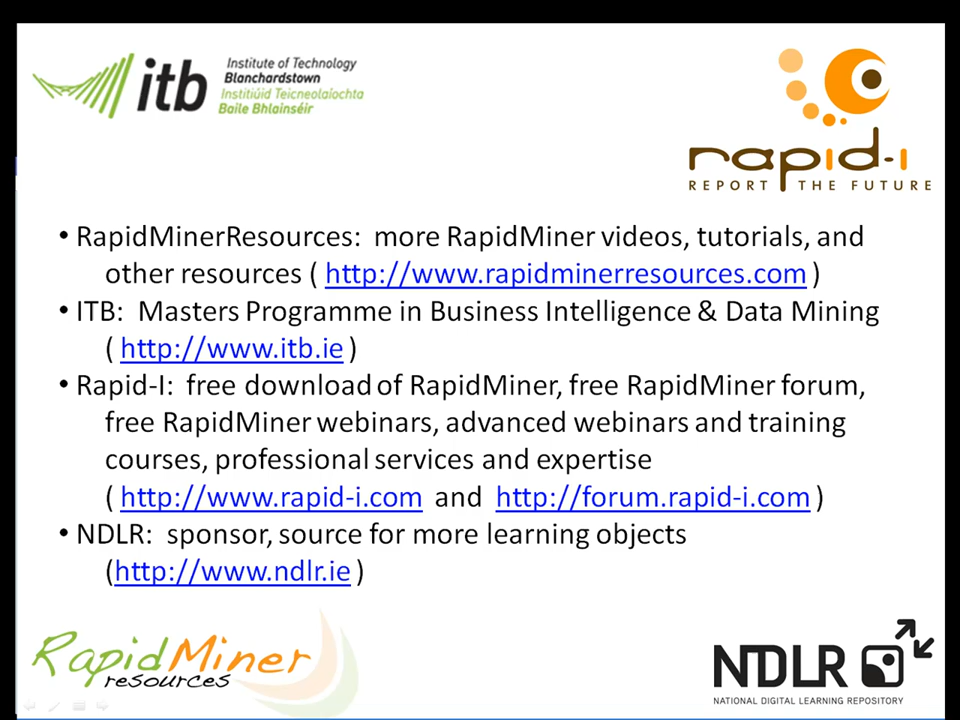 itb
Institute of Technology
Blanchardstown
Institiúid Teicneolaíochta
Baile Bhlainséir
rapid-i
REPORT THE FUTURE
• RapidMinerResources: more RapidMiner videos, tutorials, and
other resources ( http://www.rapidminerresources.com )
• ITB: Masters Programme in Business Intelligence & Data Mining
( http://www.itb.ie )
• Rapid-I: free download of RapidMiner, free RapidMiner forum,
free RapidMiner webinars, advanced webinars and training
courses, professional services and expertise
( http://www.rapid-i.com and http://forum.rapid-i.com )
• NDLR: sponsor, source for more learning objects
(http://www.ndlr.ie )
RapidMiner
resources
NDLR
NATIONAL DIGITAL LEARNING REPOSITORY